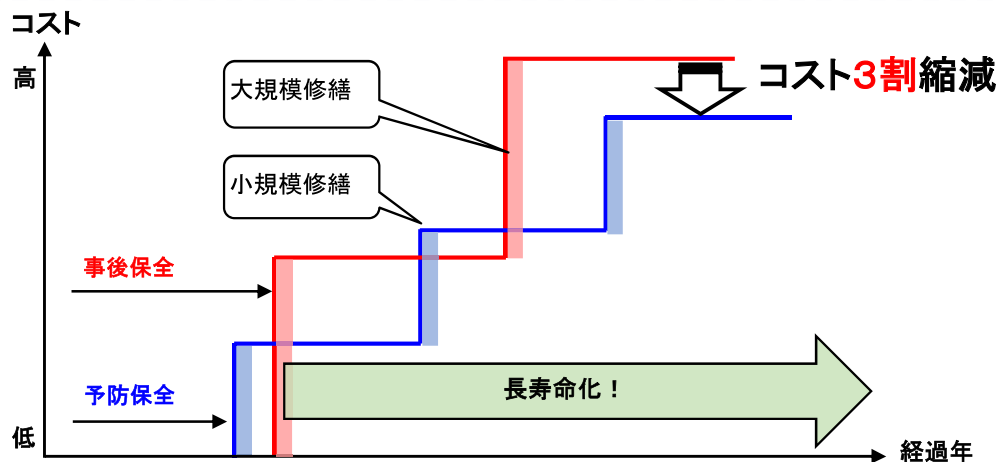 コスト
高
大規模修繕
コスト3割縮減
小規模修繕
事後保全
予防保全
長寿命化！
低
経過年